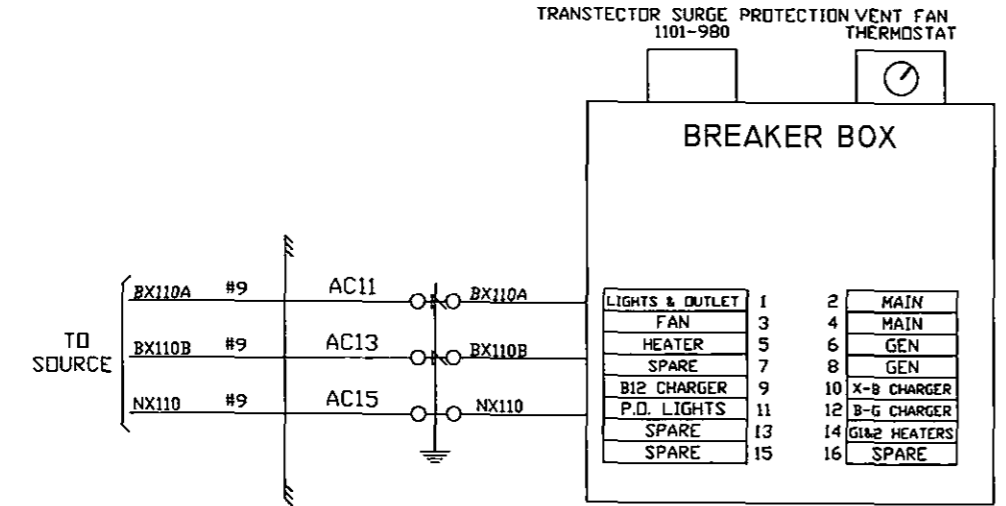 TRANSTECTOR SURGE PROTECTION
1101-980
VENT FAN
THERMOSTAT
BREAKER BOX
TO
SOURCE
BX110A #9 AC11 BX110A
BX110B #9 AC13 BX110B
NX110 #9 AC15 NX110
LIGHTS & OUTLET 1 2 MAIN
FAN 3 4 MAIN
HEATER 5 6 GEN
SPARE 7 8 GEN
B12 CHARGER 9 10 X-B CHARGER
P.O. LIGHTS 11 12 B-G CHARGER
SPARE 13 14 G1&2 HEATERS
SPARE 15 16 SPARE